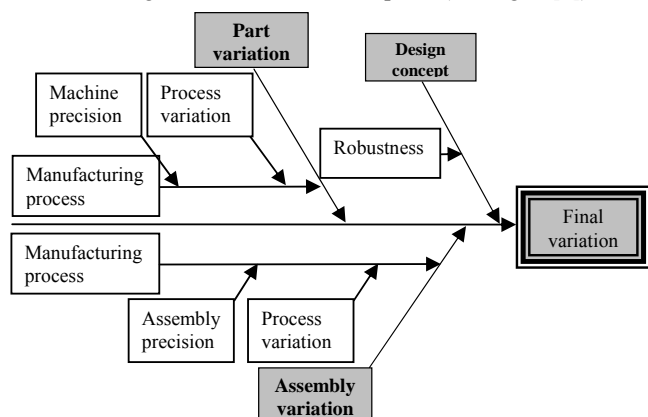 Part
variation
Design
concept
Machine
precision
Process
variation
Robustness
Manufacturing
process
Final
variation
Manufacturing
process
Assembly
precision
Process
variation
Assembly
variation